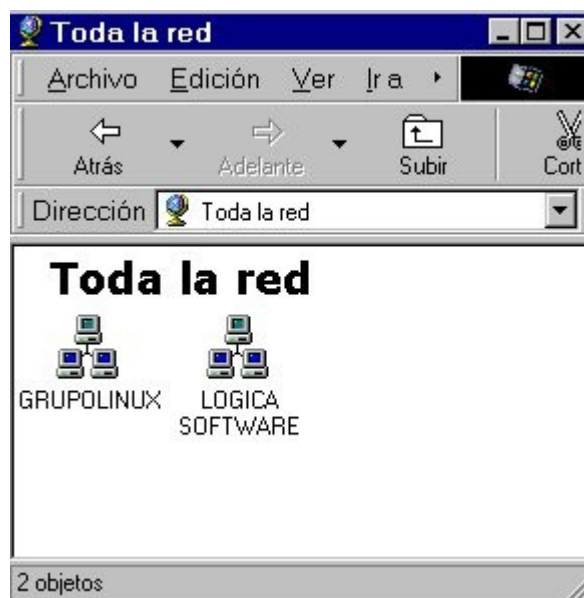 Toda la red
Archivo Edición Ver Ir a
Atrás Adelante Subir Cort
Dirección Toda la red
Toda la red
GRUPOLINUX LOGICA
SOFTWARE
2 objetos